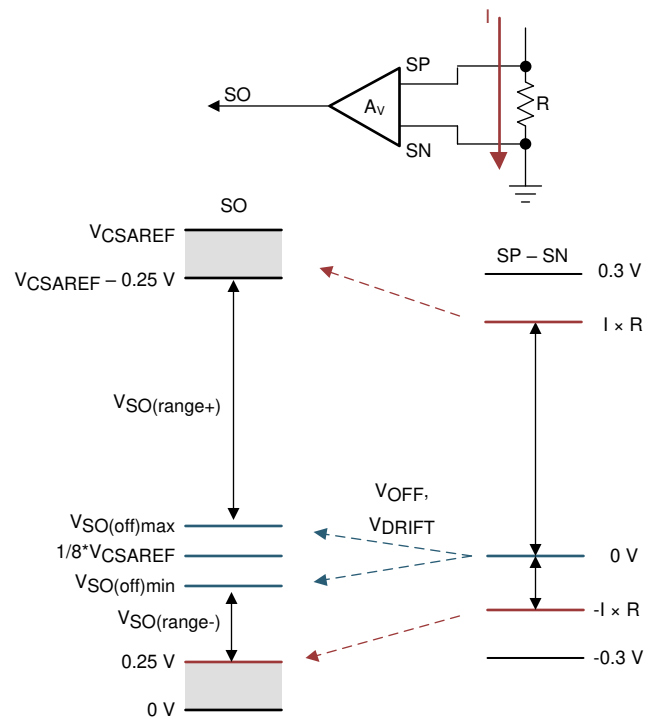 I
SP
SO
AV
R
SN
SO
VCSAREF
SP – SN
VCSAREF – 0.25 V
0.3 V
I × R
VSO(range+)
VOFF,
VDRIFT
VSO(off)max
1/8*VCSAREF
0 V
VSO(off)min
VSO(range-)
-I × R
0.25 V
-0.3 V
0 V